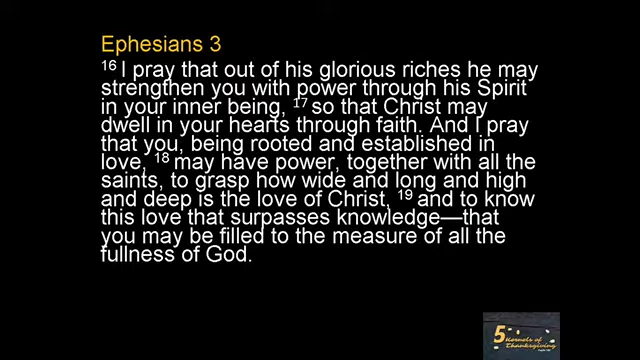 Ephesians 3
16 I pray that out of his glorious riches he may
strengthen you with power through his Spirit
in your inner being, 17 so that Christ may
dwell in your hearts through faith. And I pray
that you, being rooted and established in
love, 18 may have power, together with all the
saints, to grasp how wide and long and high
and deep is the love of Christ, 19 and to know
this love that surpasses knowledge—that
you may be filled to the measure of all the
fullness of God.
5
Kernels of
Thanksgiving